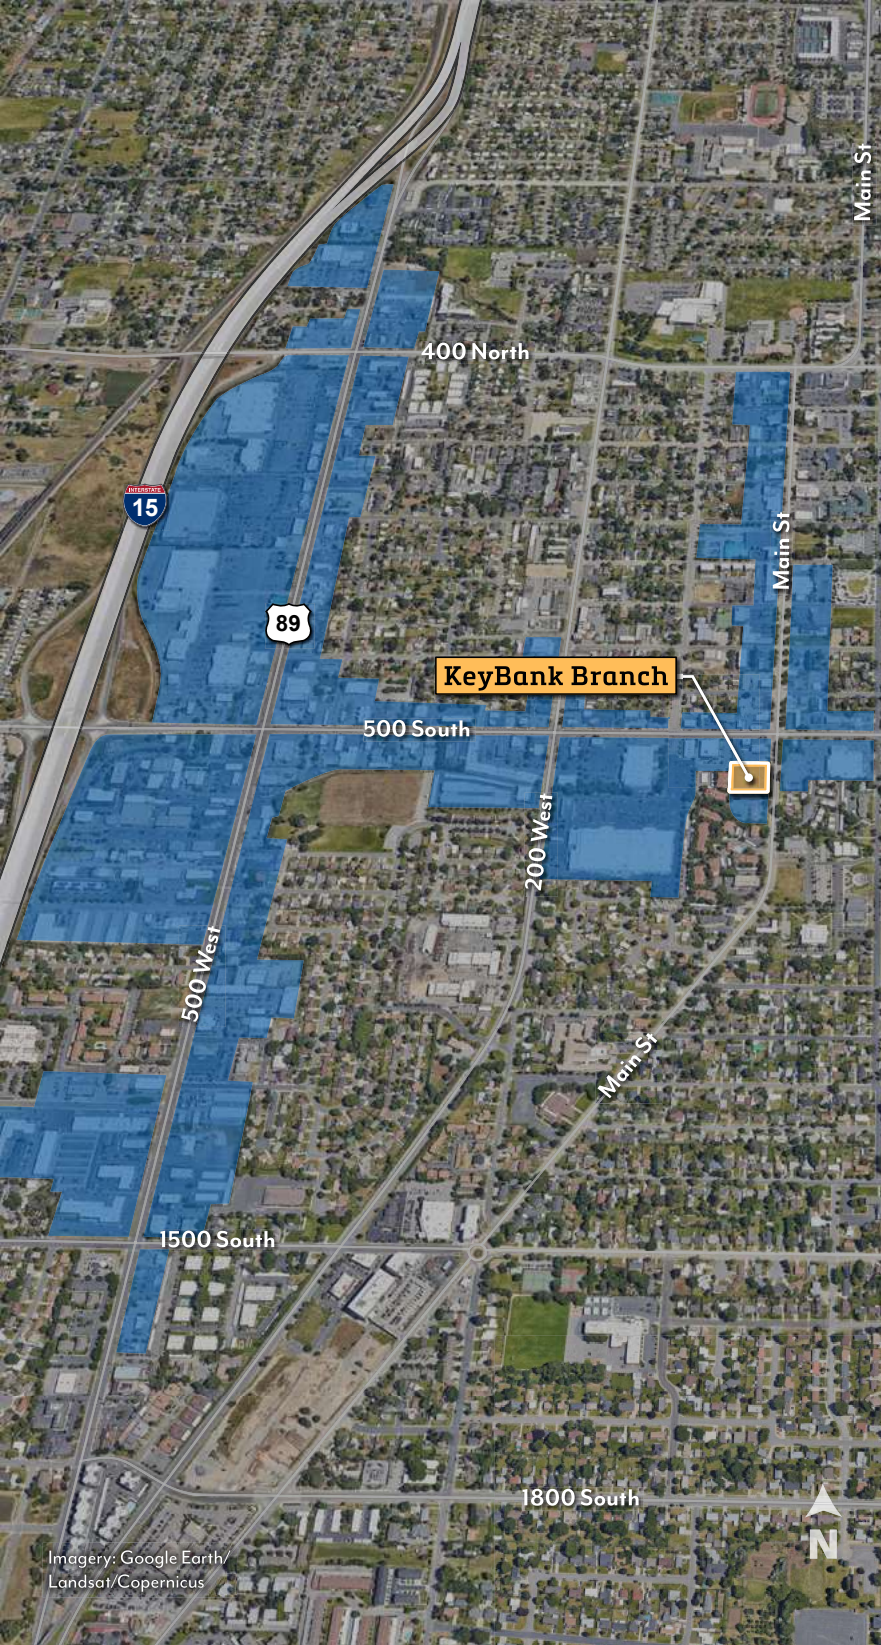 Main St
400 North
INTERSTATE
15
Main St
89
KeyBank Branch
500 South
200 West
500 West
Main St
1500 South
1800 South
N
Imagery: Google Earth/
Landsat/Copernicus